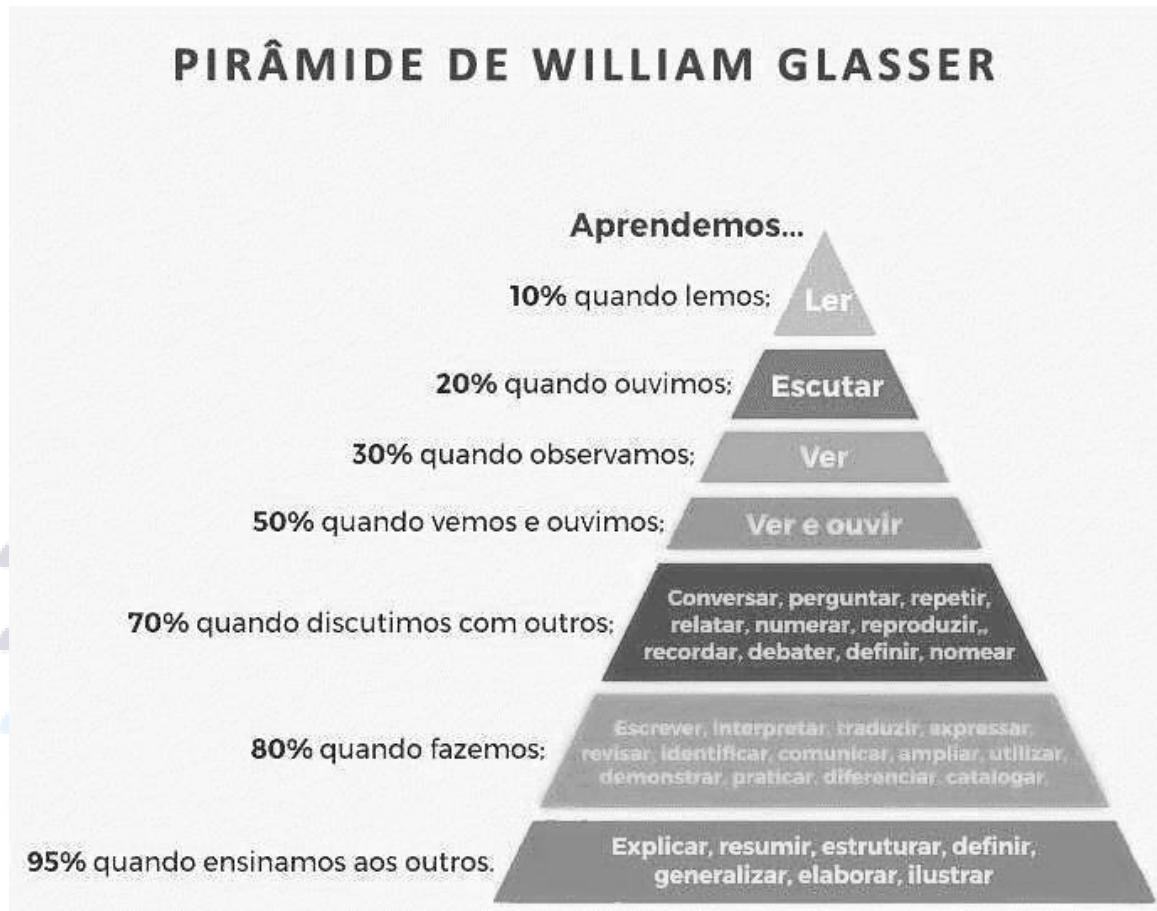 PIRÂMIDE DE WILLIAM GLASSER
Aprendemos...
10% quando lemos;
Ler
20% quando ouvimos;
Escutar
30% quando observamos;
Ver
50% quando vemos e ouvimos;
Ver e ouvir
70% quando discutimos com outros;
Conversar, perguntar, repetir,
relatar, numerar, reproduzir,,
recordar, debater, definir, nomear
80% quando fazemos;
Escrever, interpretar, traduzir, expressar,
revisar, identificar, comunicar, ampliar, utilizar,
demonstrar, praticar, diferenciar, catalogar.
95% quando ensinamos aos outros.
Explicar, resumir, estruturar, definir,
generalizar, elaborar, ilustrar